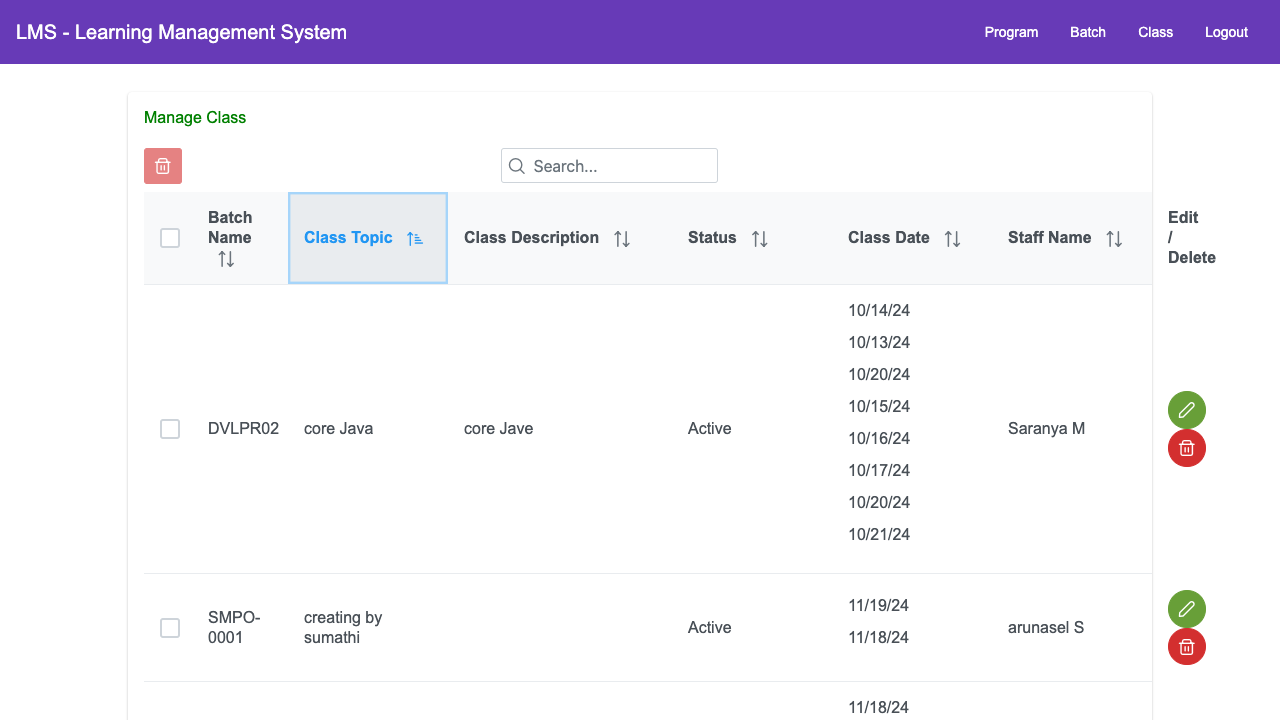 LMS - Learning Management System
Program
Batch
Class
Logout
Manage Class
Search...
Batch
Name
Class Topic
Class Description
Status
Class Date
Staff Name
Edit
/
Delete
DVLPR02
core Java
core Jave
Active
10/14/24
10/13/24
10/20/24
10/15/24
10/16/24
10/17/24
10/20/24
10/21/24
Saranya M
SMPO-
0001
creating by
sumathi
Active
11/19/24
11/18/24
arunasel S
11/18/24